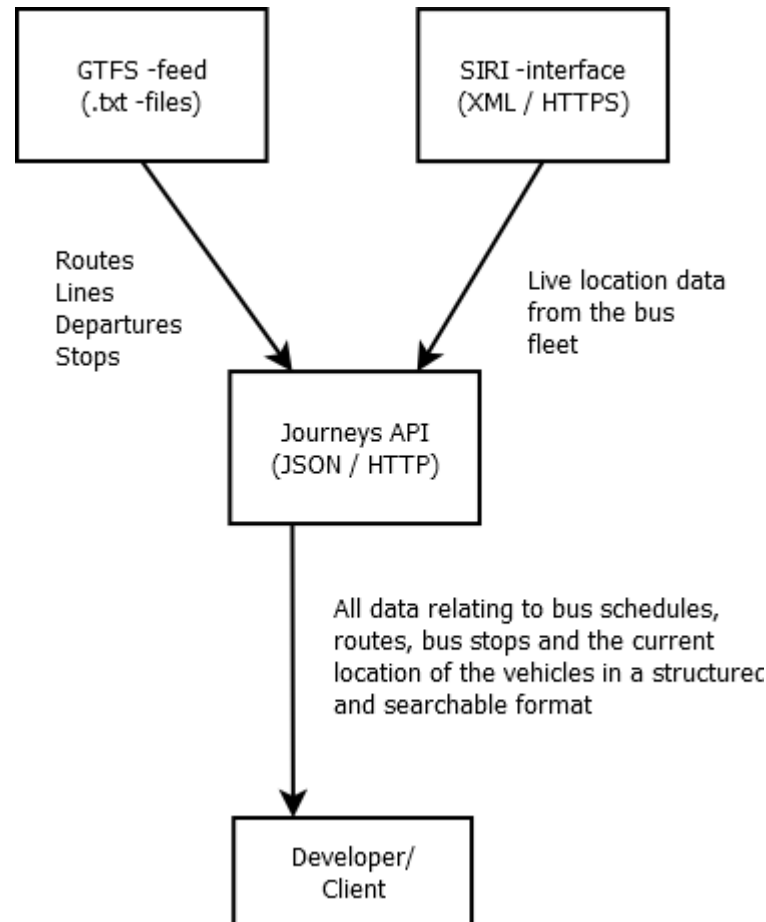 GTFS -feed
(.txt -files)
SIRI -interface
(XML / HTTPS)
Routes
Lines
Departures
Stops
Live location data
from the bus
fleet
Journeys API
(JSON / HTTP)
All data relating to bus schedules,
routes, bus stops and the current
location of the vehicles in a structured
and searchable format
Developer/
Client